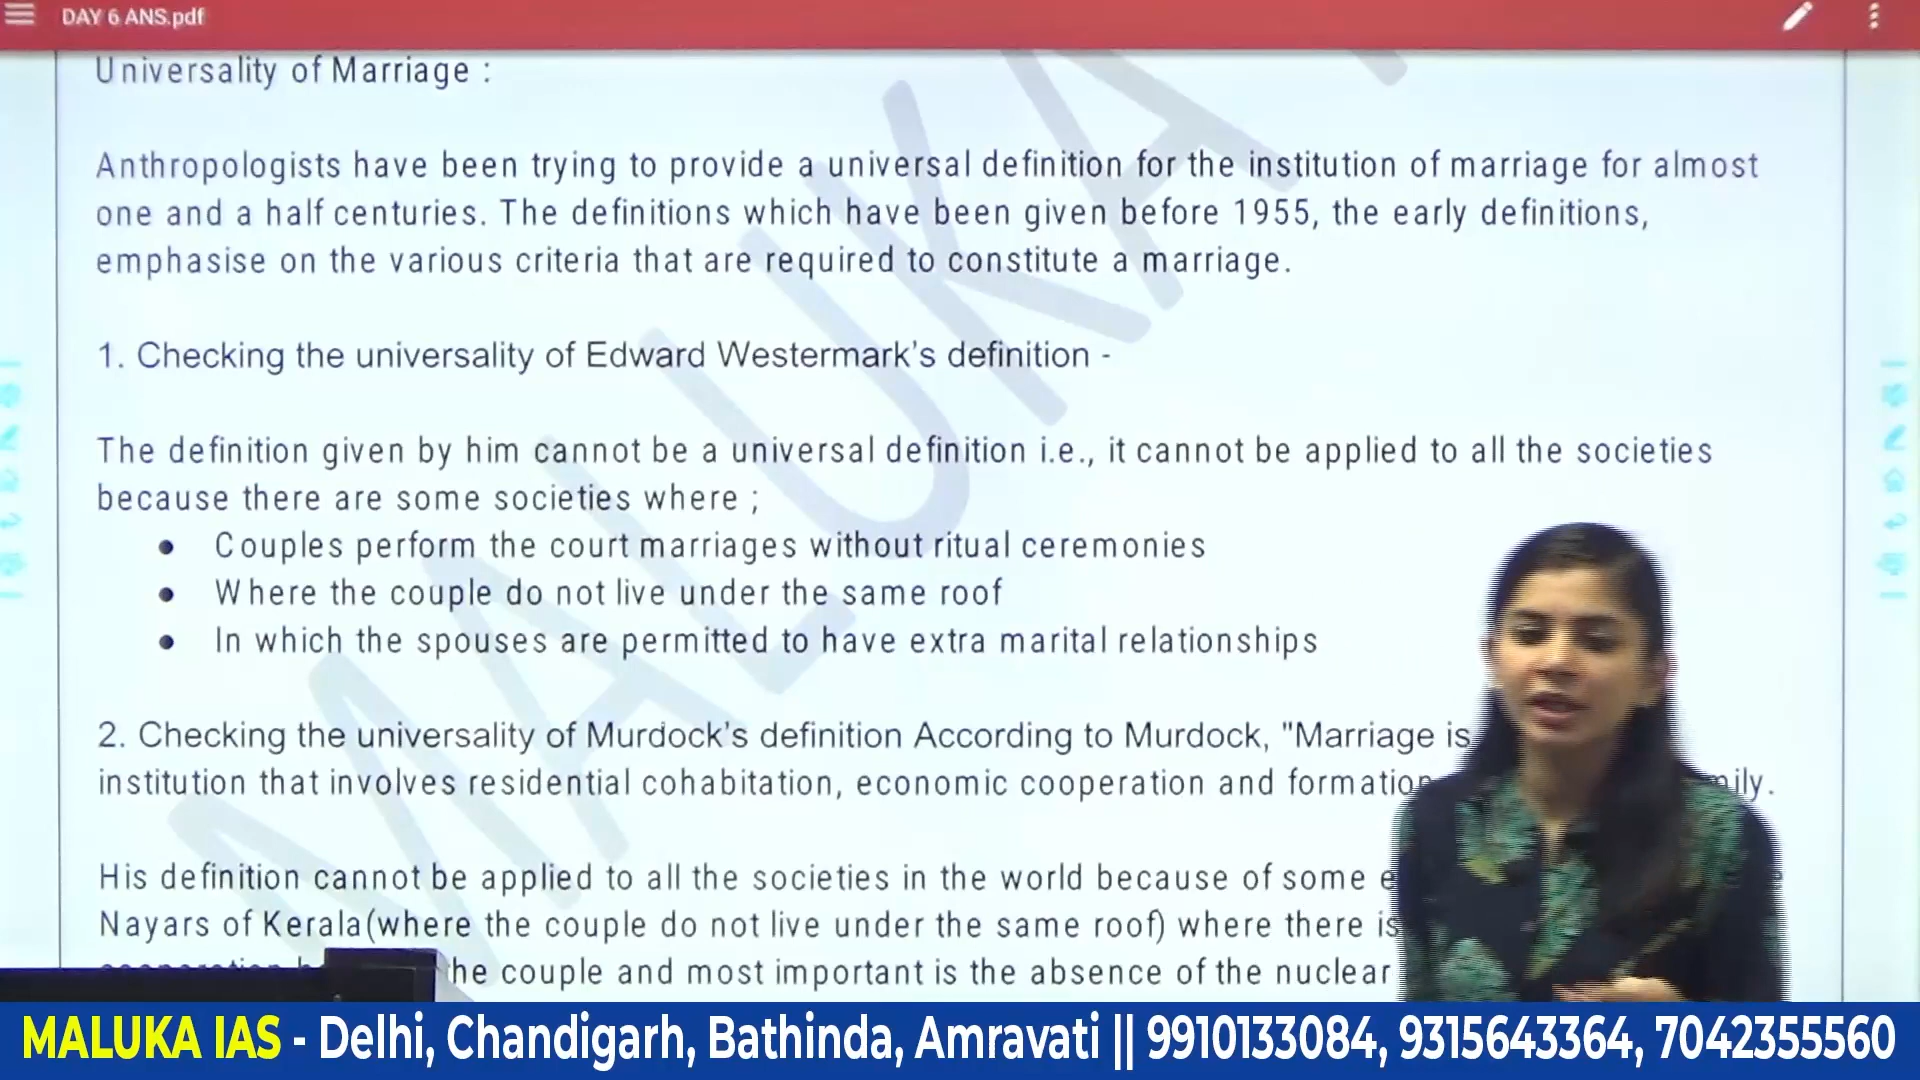 DAY 6 ANS.pdf
Universality of Marriage :
Anthropologists have been trying to provide a universal definition for the institution of marriage for almost
one and a half centuries. The definitions which have been given before 1955, the early definitions,
emphasise on the various criteria that are required to constitute a marriage.
1. Checking the universality of Edward Westermark's definition -
The definition given by him cannot be a universal definition i.e., it cannot be applied to all the societies
because there are some societies where ;
• Couples perform the court marriages without ritual ceremonies
• Where the couple do not live under the same roof
• In which the spouses are permitted to have extra marital relationships
2. Checking the universality of Murdock's definition According to Murdock, "Marriage is
institution that involves residential cohabitation, economic cooperation and
His definition cannot be applied to all the societies in the world because of some
Nayars of Kerala(where the couple do not live under the same roof) where there is
the couple and most important is the absence of the nuclear
MALUKA IAS - Delhi, Chandigarh, Bathinda, Amravati || 9910133084, 9315643364, 7042355560
MALUKA